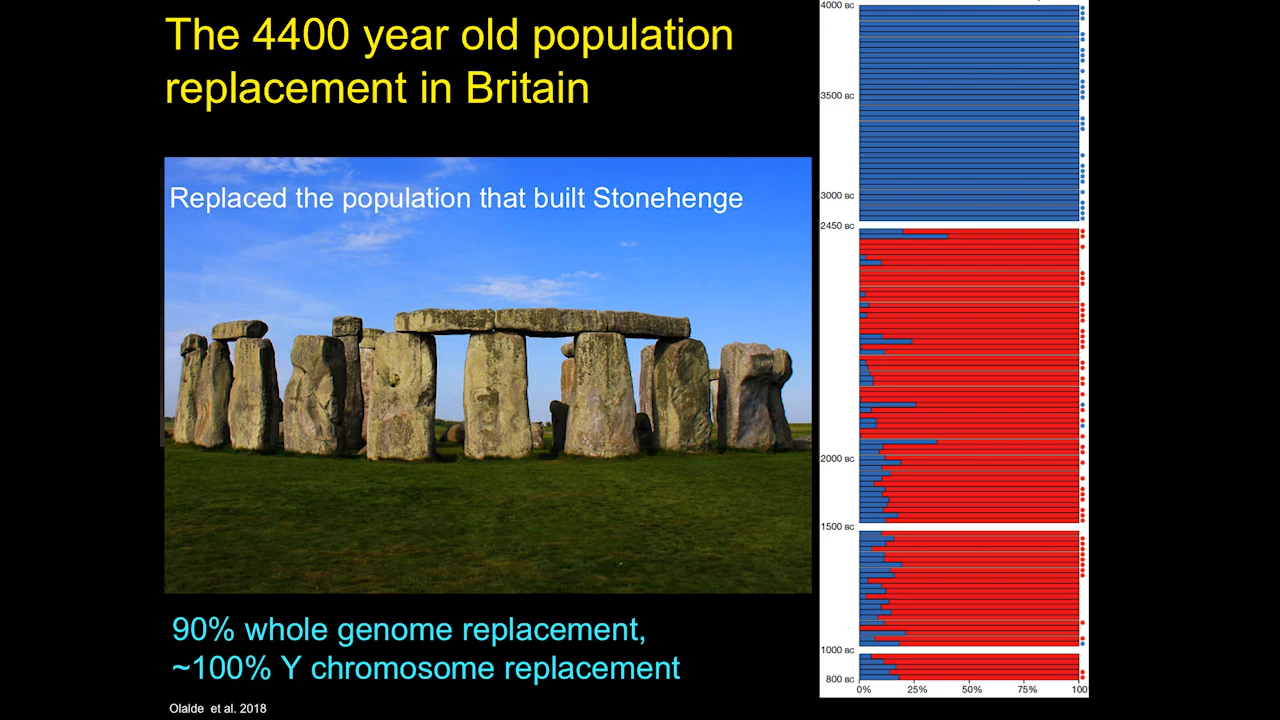 The 4400 year old population
replacement in Britain
Replaced the population that built Stonehenge
90% whole genome replacement,
~100% Y chromosome replacement
Olalde et al. 2018
4000 BC
3500 BC
3000 BC
2450 BC
2000 BC
1500 BC
1000 BC
800 BC
0% 25% 50% 75% 100